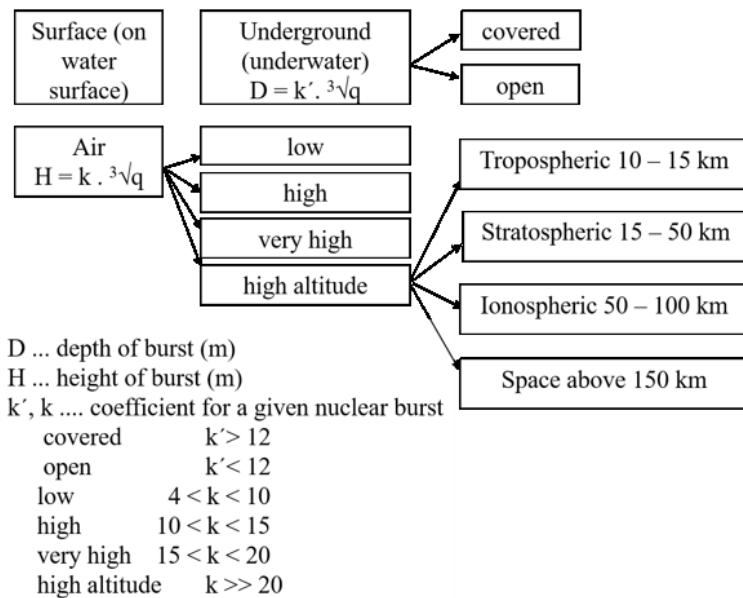 Surface (on
water
surface)
Underground
(underwater)
D = k´. ³√q
covered
open
Air
H = k . ³√q
low
high
very high
high altitude
Tropospheric 10 – 15 km
Stratospheric 15 – 50 km
Ionospheric 50 – 100 km
Space above 150 km
D ... depth of burst (m)
H ... height of burst (m)
k´, k .... coefficient for a given nuclear burst
covered k´> 12
open k´< 12
low 4 < k < 10
high 10 < k < 15
very high 15 < k < 20
high altitude k >> 20